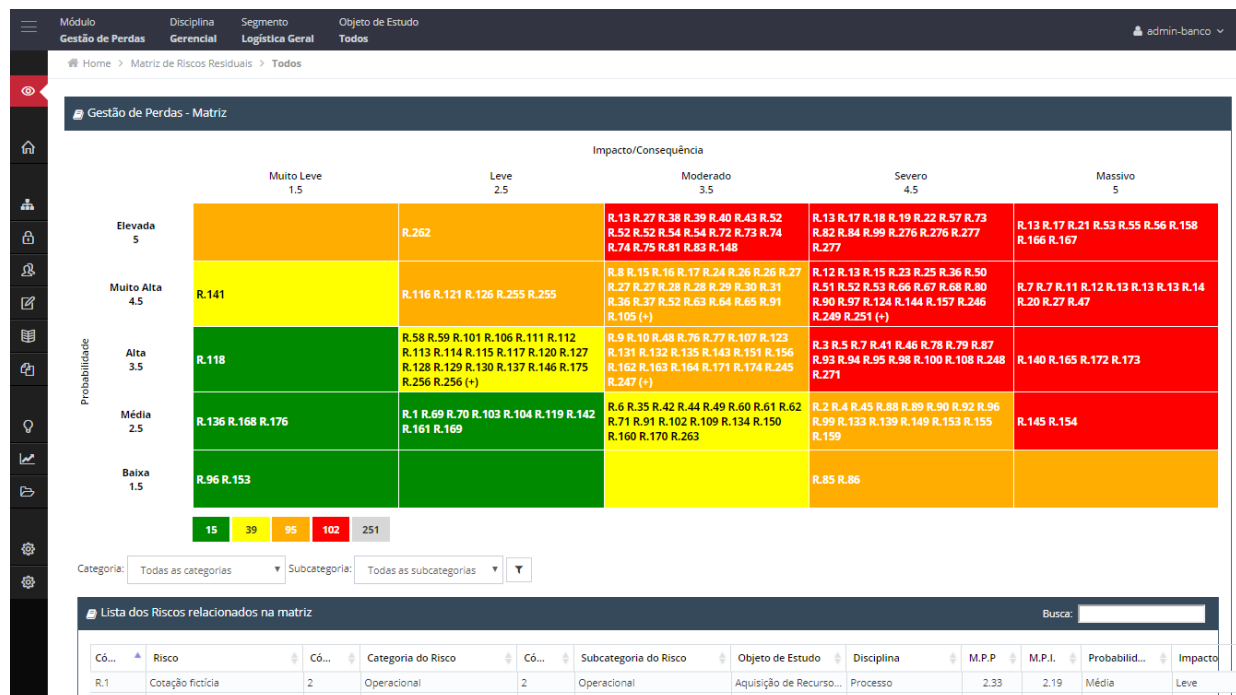 Módulo Disciplina Segmento Objeto de Estudo
Gestão de Perdas Gerencial Logística Geral Todos
admin-banco
Home > Matriz de Riscos Residuais > Todos
Gestão de Perdas - Matriz
Impacto/Consequência
Muito Leve Leve Moderado Severo Massivo
1.5 2.5 3.5 4.5 5
Probabilidade
Elevada
5
R.262
R.13 R.27 R.38 R.39 R.40 R.43 R.52
R.52 R.52 R.54 R.54 R.72 R.73 R.74
R.74 R.75 R.81 R.83 R.148
R.13 R.17 R.18 R.19 R.22 R.57 R.73
R.82 R.84 R.99 R.276 R.276 R.277
R.277
R.13 R.17 R.21 R.53 R.55 R.56 R.158
R.166 R.167
Muito Alta
4.5
R.141
R.116 R.121 R.126 R.255 R.255
R.8 R.15 R.16 R.17 R.24 R.26 R.26 R.27
R.27 R.27 R.28 R.28 R.29 R.30 R.31
R.36 R.37 R.52 R.63 R.64 R.65 R.91
R.105 (+)
R.12 R.13 R.15 R.23 R.25 R.36 R.50
R.51 R.52 R.53 R.66 R.67 R.68 R.80
R.90 R.97 R.124 R.144 R.157 R.246
R.249 R.251 (+)
R.7 R.7 R.11 R.12 R.13 R.13 R.13 R.14
R.20 R.27 R.47
Alta
3.5
R.118
R.58 R.59 R.101 R.106 R.111 R.112
R.113 R.114 R.115 R.117 R.120 R.127
R.128 R.129 R.130 R.137 R.146 R.175
R.256 R.256 (+)
R.9 R.10 R.48 R.76 R.77 R.107 R.123
R.131 R.132 R.135 R.143 R.151 R.156
R.162 R.163 R.164 R.171 R.174 R.245
R.247 (+)
R.3 R.5 R.7 R.41 R.46 R.78 R.79 R.87
R.93 R.94 R.95 R.98 R.100 R.108 R.248
R.271
R.140 R.165 R.172 R.173
Média
2.5
R.136 R.168 R.176
R.1 R.69 R.70 R.103 R.104 R.119 R.142
R.161 R.169
R.6 R.35 R.42 R.44 R.49 R.60 R.61 R.62
R.71 R.91 R.102 R.109 R.134 R.150
R.160 R.170 R.263
R.2 R.4 R.45 R.88 R.89 R.90 R.92 R.96
R.99 R.133 R.139 R.149 R.153 R.155
R.159
R.145 R.154
Baixa
1.5
R.96 R.153
R.85 R.86
15 39 95 102 251
Categoria: Todas as categorias Subcategoria: Todas as subcategorias
Lista dos Riscos relacionados na matriz Busca:
Có... Risco Có... Categoria do Risco Có... Subcategoria do Risco Objeto de Estudo Disciplina M.P.P M.P.I. Probabilid... Impacto
R.1 Cotação fictícia 2 Operacional 2 Operacional Aquisição de Recurso... Processo 2.33 2.19 Média Leve